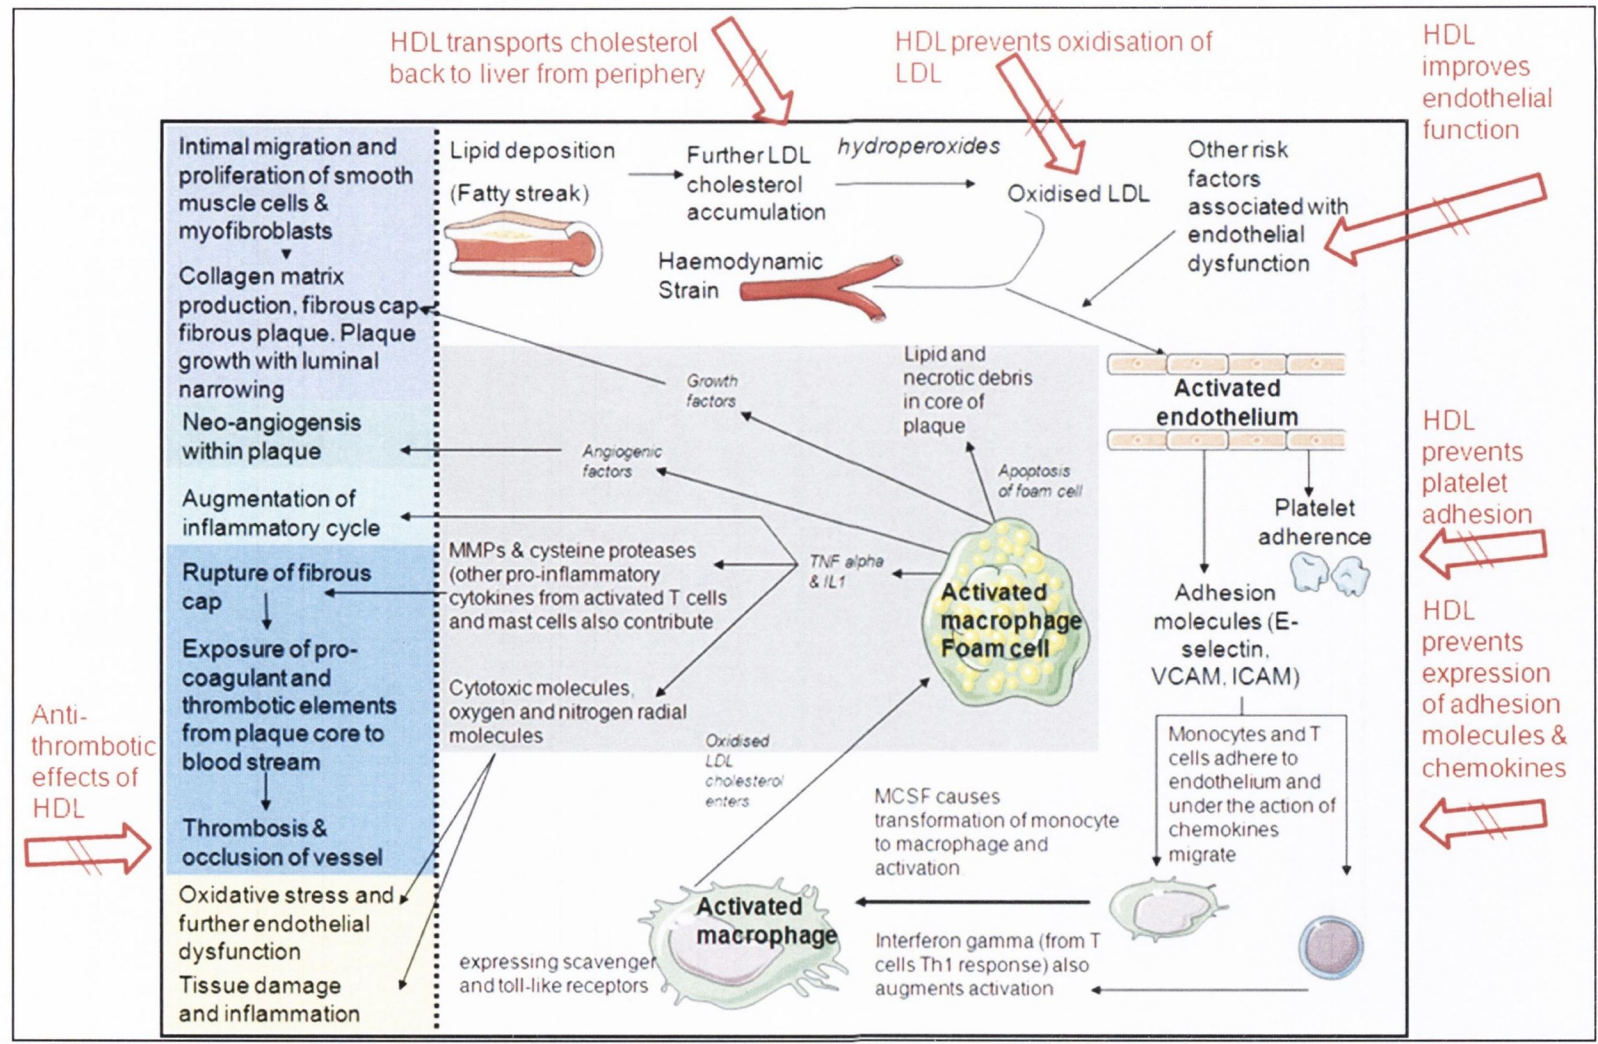 HDL transports cholesterol
back to liver from periphery
HDL prevents oxidisation of
LDL
HDL
improves
endothelial
function
Intimal migration and
proliferation of smooth
muscle cells &
myofibroblasts
Collagen matrix
production, fibrous cap
fibrous plaque. Plaque
growth with luminal
narrowing
Neo-angiogensis
within plaque
Augmentation of
inflammatory cycle
Rupture of fibrous
cap
Exposure of pro-
coagulant and
thrombotic elements
from plaque core to
blood stream
Thrombosis &
occlusion of vessel
Oxidative stress and
further endothelial
dysfunction
Tissue damage
and inflammation
Lipid deposition
(Fatty streak)
Further LDL
cholesterol
accumulation
hydroperoxides
Oxidised LDL
Other risk
factors
associated with
endothelial
dysfunction
Haemodynamic
Strain
Growth
factors
Angiogenic
factors
Lipid and
necrotic debris
in core of
plaque
Apoptosis
of foam cell
Activated
endothelium
Platelet
adherence
MMPs & cysteine proteases
(other pro-inflammatory
cytokines from activated T cells
and mast cells also contribute
TNF alpha
& IL1
Activated
macrophage
Foam cell
Adhesion
molecules (E-
selectin,
VCAM, ICAM)
Cytotoxic molecules,
oxygen and nitrogen radial
molecules
Oxidised
LDL
cholesterol
enters
Monocytes and T
cells adhere to
endothelium and
under the action of
chemokines
migrate
MCSF causes
transformation of monocyte
to macrophage and
activation
Activated
macrophage
expressing scavenger
and toll-like receptors
Interferon gamma (from T
cells Th1 response) also
augments activation
HDL
prevents
platelet
adhesion
HDL
prevents
expression
of adhesion
molecules &
chemokines
Anti-
thrombotic
effects of
HDL